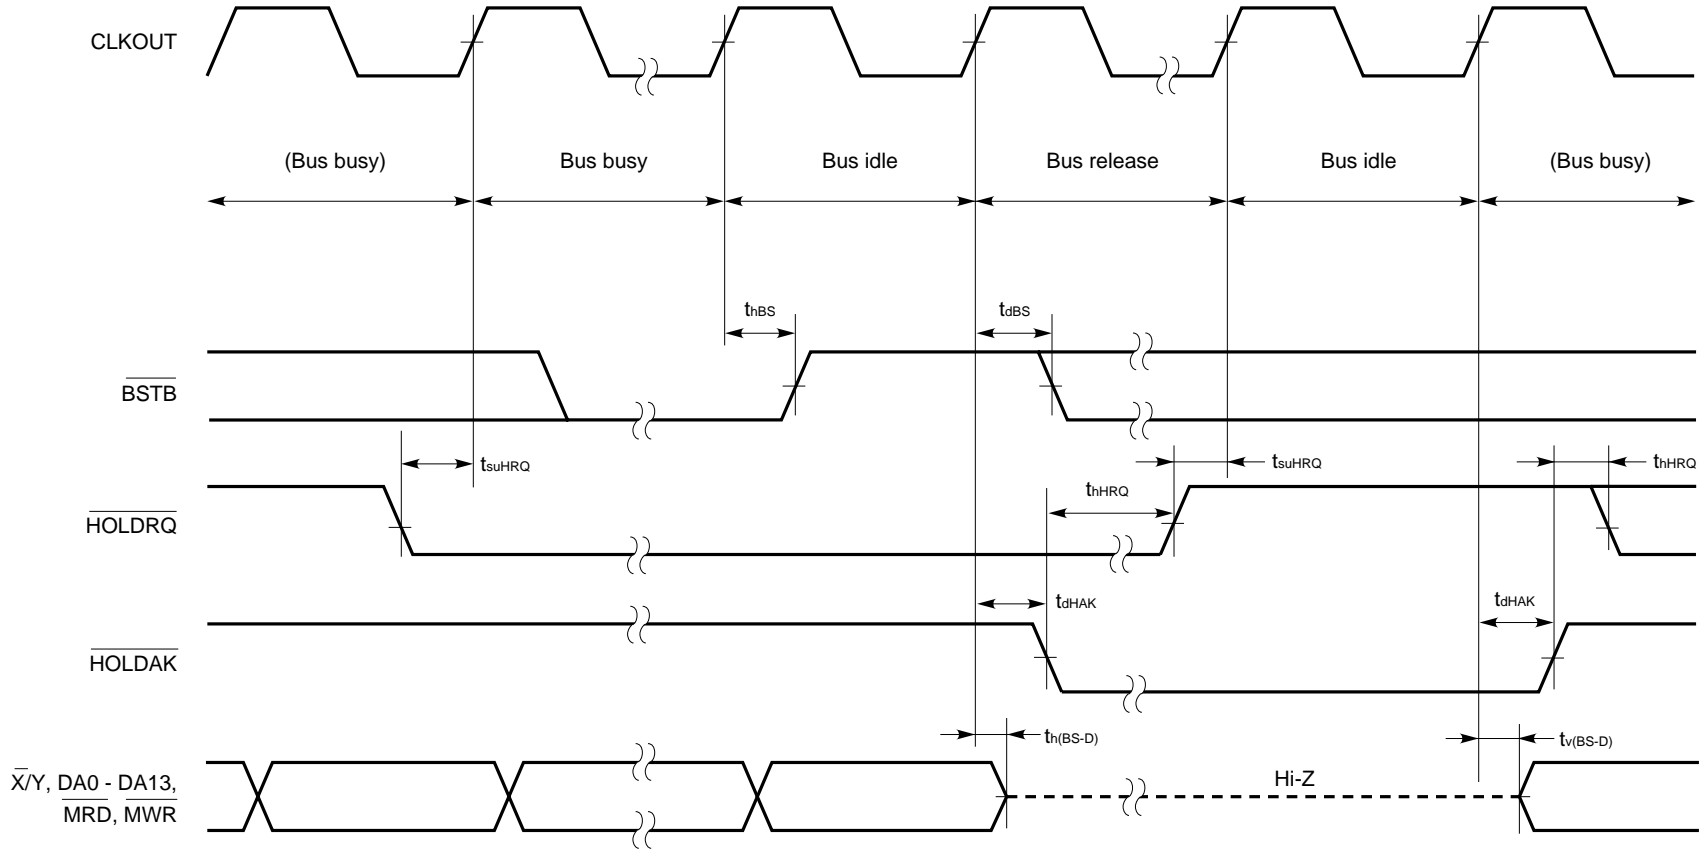 CLKOUT
(Bus busy) Bus busy Bus idle Bus release Bus idle (Bus busy)
thBS tdBS
BSTB
tsuHRQ tsuHRQ thHRQ
thHRQ
HOLDRQ
tdHAK tdHAK
HOLDAK
th(BS-D) tv(BS-D)
X/Y, DA0 - DA13,
MRD, MWR
Hi-Z